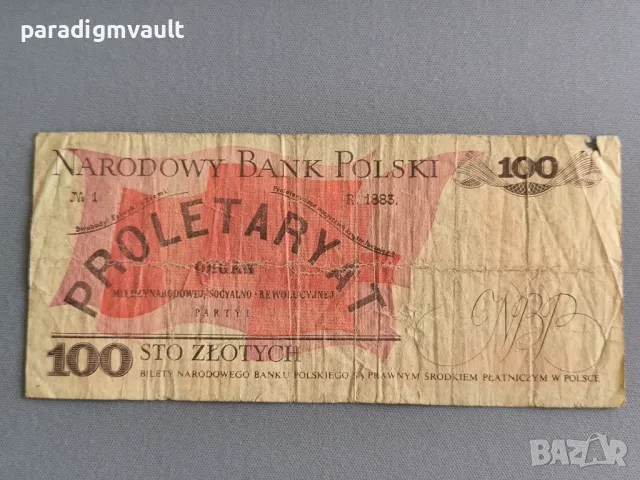 paradigmvault
NARODOWY BANK POLSKI 100
№ 1 R. 1883.
PROLETARYAT
ORGAN
MIĘDZYNARODOWEJ, SOCYALNO-REWOLUCYJNEJ
PARTYI
NBP
100 STO ZŁOTYCH
BILETY NARODOWEGO BANKU POLSKIEGO SĄ PRAWNYM ŚRODKIEM PŁATNICZYM W POLSCE
BAZAR